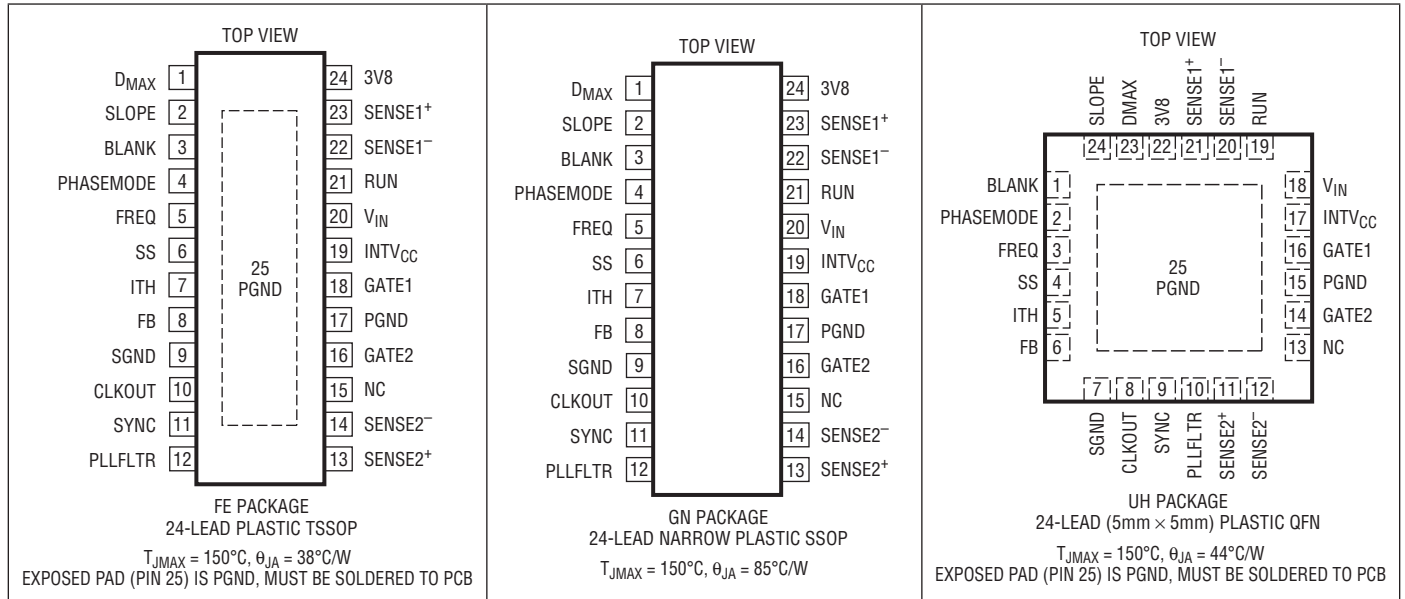 TOP VIEW
DMAX 1 24 3V8
SLOPE 2 23 SENSE1+
BLANK 3 22 SENSE1–
PHASEMODE 4 21 RUN
FREQ 5 20 VIN
SS 6 19 INTVCC
ITH 7 18 GATE1
FB 8 17 PGND
SGND 9 16 GATE2
CLKOUT 10 15 NC
SYNC 11 14 SENSE2–
PLLFLTR 12 13 SENSE2+
25
PGND
FE PACKAGE
24-LEAD PLASTIC TSSOP
TJMAX = 150°C, θJA = 38°C/W
EXPOSED PAD (PIN 25) IS PGND, MUST BE SOLDERED TO PCB
TOP VIEW
DMAX 1 24 3V8
SLOPE 2 23 SENSE1+
BLANK 3 22 SENSE1–
PHASEMODE 4 21 RUN
FREQ 5 20 VIN
SS 6 19 INTVCC
ITH 7 18 GATE1
FB 8 17 PGND
SGND 9 16 GATE2
CLKOUT 10 15 NC
SYNC 11 14 SENSE2–
PLLFLTR 12 13 SENSE2+
GN PACKAGE
24-LEAD NARROW PLASTIC SSOP
TJMAX = 150°C, θJA = 85°C/W
TOP VIEW
SLOPE DMAX 3V8 SENSE1+ SENSE1– RUN
24 23 22 21 20 19
BLANK 1 18 VIN
PHASEMODE 2 17 INTVCC
FREQ 3 16 GATE1
SS 4 15 PGND
ITH 5 14 GATE2
FB 6 13 NC
25
PGND
7 8 9 10 11 12
SGND CLKOUT SYNC PLLFLTR SENSE2+ SENSE2–
UH PACKAGE
24-LEAD (5mm × 5mm) PLASTIC QFN
TJMAX = 150°C, θJA = 44°C/W
EXPOSED PAD (PIN 25) IS PGND, MUST BE SOLDERED TO PCB